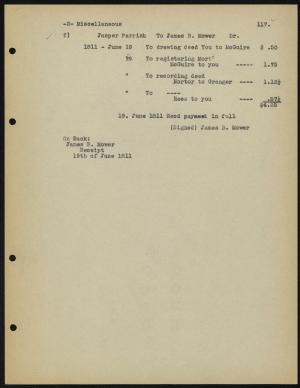 -8- Miscellaneous 117.
f) Jasper Parrish To James B. Mower Dr.
1811 - June 19 To drawing deed You to McGuire $ .50
" To registering Mort'
McGuire to you ----- 1.75
" To recording deed
Morton to Granger ---- 1.12½
" To ----
Rees to you ---- .87½
$4.25
19. June 1811 Recd payment in full
(Signed) James B. Mower
On Back:
James B. Mower
Receipt
19th of June 1811